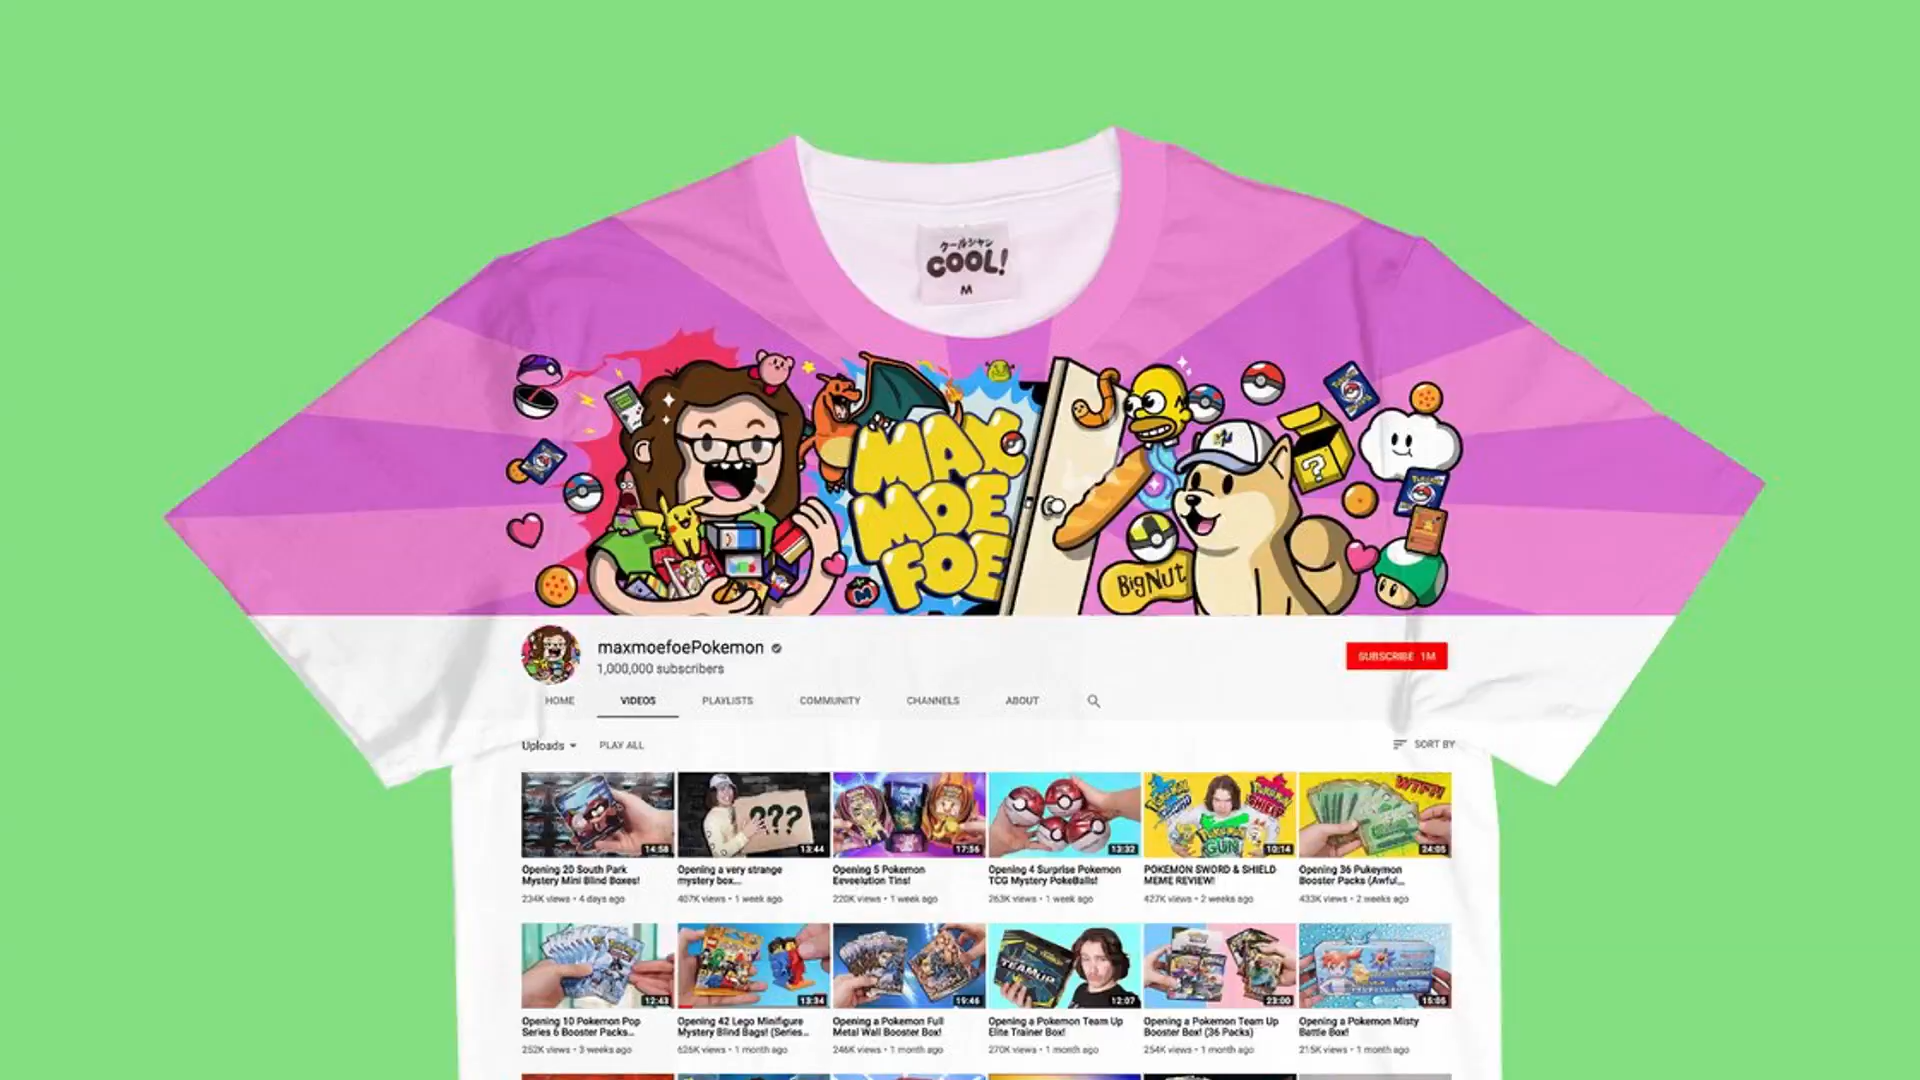 クールシャン
COOL!
M
MAX
MOE
FOE
BigNut
maxmoefoePokemon
1,000,000 subscribers
SUBSCRIBE 1M
HOME VIDEOS PLAYLISTS COMMUNITY CHANNELS ABOUT
Uploads PLAY ALL SORT BY
???
WTF?!
14:58 13:44 17:56 13:32 10:14 24:05
Opening 20 South Park
Mystery Mini Blind Boxes!
234K views • 4 days ago
Opening a very strange
mystery box...
407K views • 1 week ago
Opening 5 Pokemon
Eeveelution Tins!
220K views • 1 week ago
Opening 4 Surprise Pokemon
TCG Mystery PokeBalls!
263K views • 1 week ago
POKEMON SWORD & SHIELD
MEME REVIEW!
427K views • 2 weeks ago
Opening 36 Pukeymon
Booster Packs (Awful...
433K views • 2 weeks ago
TEAM UP
12:43 13:34 19:46 12:07 23:00 15:05
Opening 10 Pokemon Pop
Series 6 Booster Packs...
252K views • 3 weeks ago
Opening 42 Lego Minifigure
Mystery Blind Bags! (Series...
626K views • 1 month ago
Opening a Pokemon Full
Metal Wall Booster Box!
246K views • 1 month ago
Opening a Pokemon Team Up
Elite Trainer Box!
270K views • 1 month ago
Opening a Pokemon Team Up
Booster Box! (36 Packs)
254K views • 1 month ago
Opening a Pokemon Misty
Battle Box!
215K views • 1 month ago